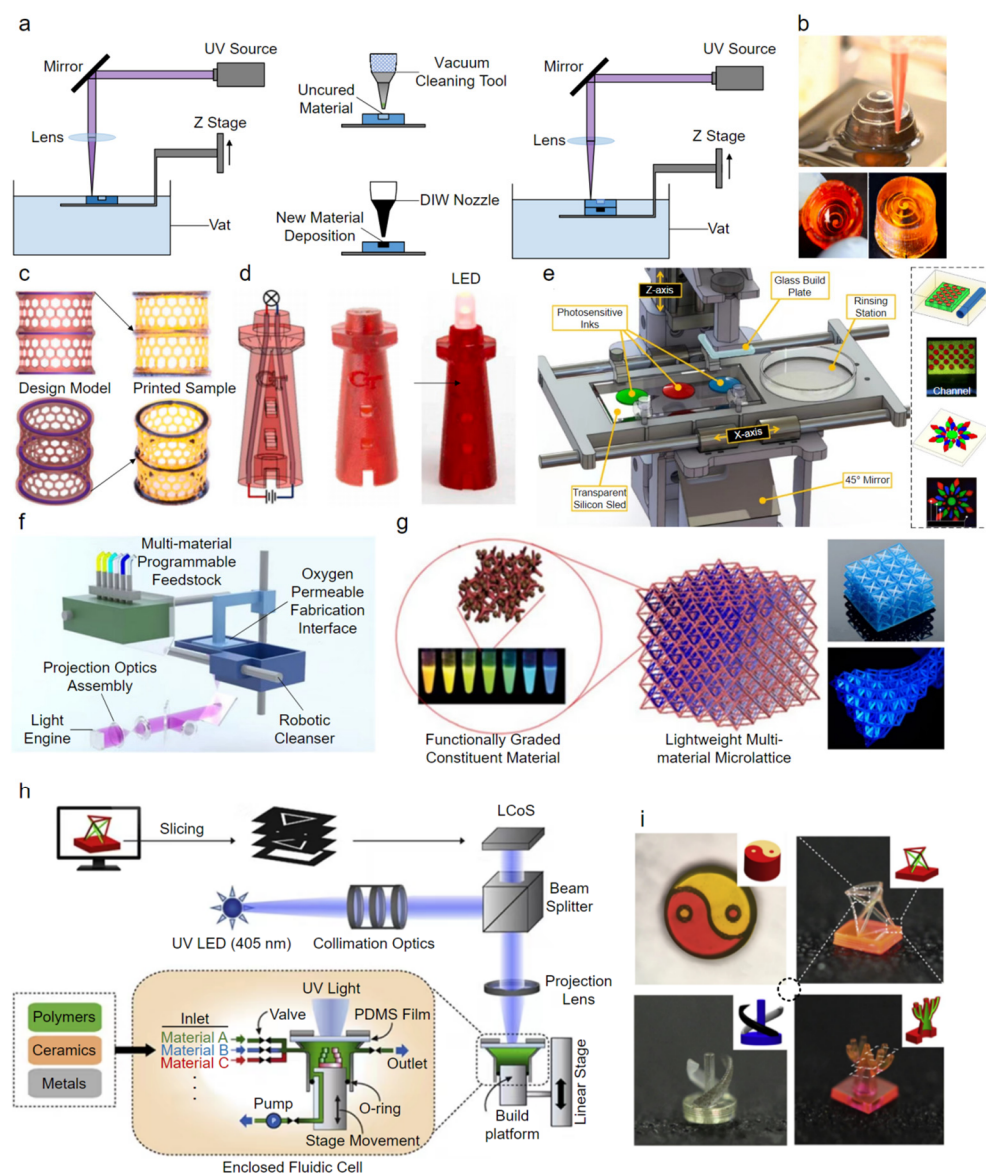 a
UV Source
Mirror
Lens
Z Stage
Vat
Vacuum
Cleaning Tool
Uncured
Material
DIW Nozzle
New Material
Deposition
UV Source
Mirror
Lens
Z Stage
Vat
b
c
Design Model
Printed Sample
d
GT
GT
LED
e
Z-axis
Glass Build
Plate
Photosensitive
Inks
Rinsing
Station
X-axis
Transparent
Silicon Sled
45° Mirror
Channel
f
Multi-material
Programmable
Feedstock
Oxygen
Permeable
Fabrication
Interface
Projection Optics
Assembly
Light
Engine
Robotic
Cleanser
g
Functionally Graded
Constituent Material
Lightweight Multi-
material Microlattice
h
Slicing
LCoS
Beam
Splitter
UV LED (405 nm)
Collimation Optics
Projection
Lens
Polymers
Ceramics
Metals
UV Light
Valve
PDMS Film
Inlet
Material A
Material B
Material C
Outlet
Pump
P
O-ring
Stage Movement
Enclosed Fluidic Cell
Build
platform
Linear Stage
i